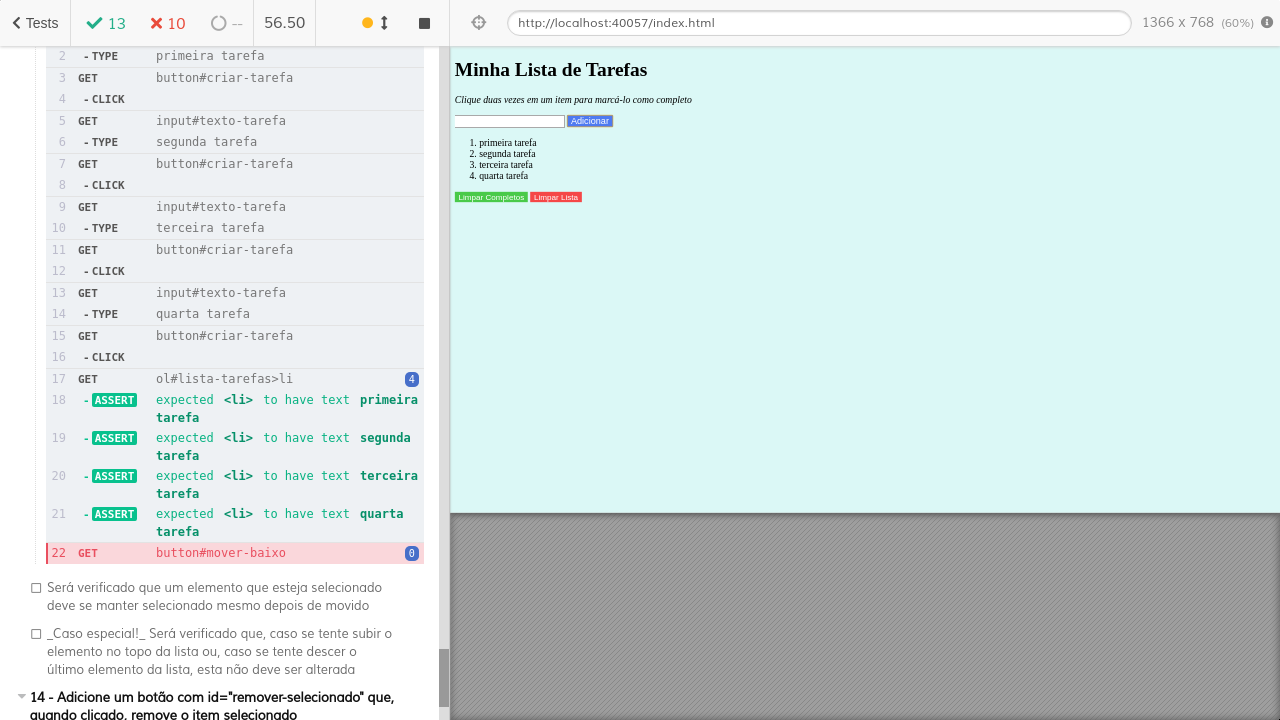 Tests
13
10
--
56.50
http://localhost:40057/index.html
1366 x 768 (60%)
2 - TYPE primeira tarefa
3 GET button#criar-tarefa
4 - CLICK
5 GET input#texto-tarefa
6 - TYPE segunda tarefa
7 GET button#criar-tarefa
8 - CLICK
9 GET input#texto-tarefa
10 - TYPE terceira tarefa
11 GET button#criar-tarefa
12 - CLICK
13 GET input#texto-tarefa
14 - TYPE quarta tarefa
15 GET button#criar-tarefa
16 - CLICK
17 GET ol#lista-tarefas>li 4
18 - ASSERT expected <li> to have text primeira
tarefa
19 - ASSERT expected <li> to have text segunda
tarefa
20 - ASSERT expected <li> to have text terceira
tarefa
21 - ASSERT expected <li> to have text quarta
tarefa
22 GET button#mover-baixo 0
Será verificado que um elemento que esteja selecionado
deve se manter selecionado mesmo depois de movido
_Caso especial!_ Será verificado que, caso se tente subir o
elemento no topo da lista ou, caso se tente descer o
último elemento da lista, esta não deve ser alterada
14 - Adicione um botão com id="remover-selecionado" que,
quando clicado, remove o item selecionado
Minha Lista de Tarefas
Clique duas vezes em um item para marcá-lo como completo
Adicionar
1. primeira tarefa
2. segunda tarefa
3. terceira tarefa
4. quarta tarefa
Limpar Completos Limpar Lista